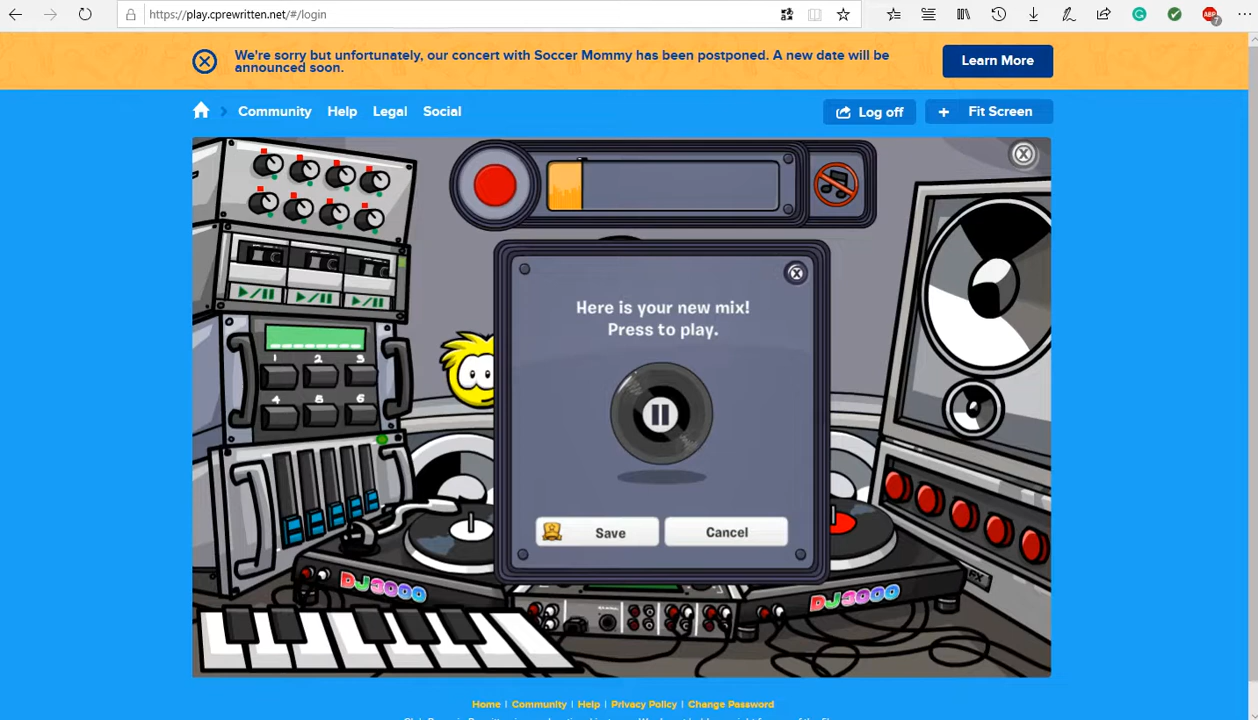 https://play.cprewritten.net/#/login
ABP
7
We're sorry but unfortunately, our concert with Soccer Mommy has been postponed. A new date will be
announced soon.
Learn More
Community
Help
Legal
Social
Log off
+ Fit Screen
Here is your new mix!
Press to play.
1 2 3
4 5 6
Save
Cancel
DJ3000
DJ3000
FX
Home | Community | Help | Privacy Policy | Change Password